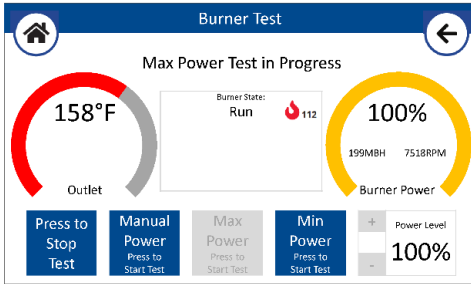 Burner Test
Max Power Test in Progress
158°F
Outlet
Burner State:
Run
112
100%
199MBH 7518RPM
Burner Power
Press to
Stop
Test
Manual
Power
Press to
Start Test
Max
Power
Press to
Start Test
Min
Power
Press to
Start Test
+
-
Power Level
100%